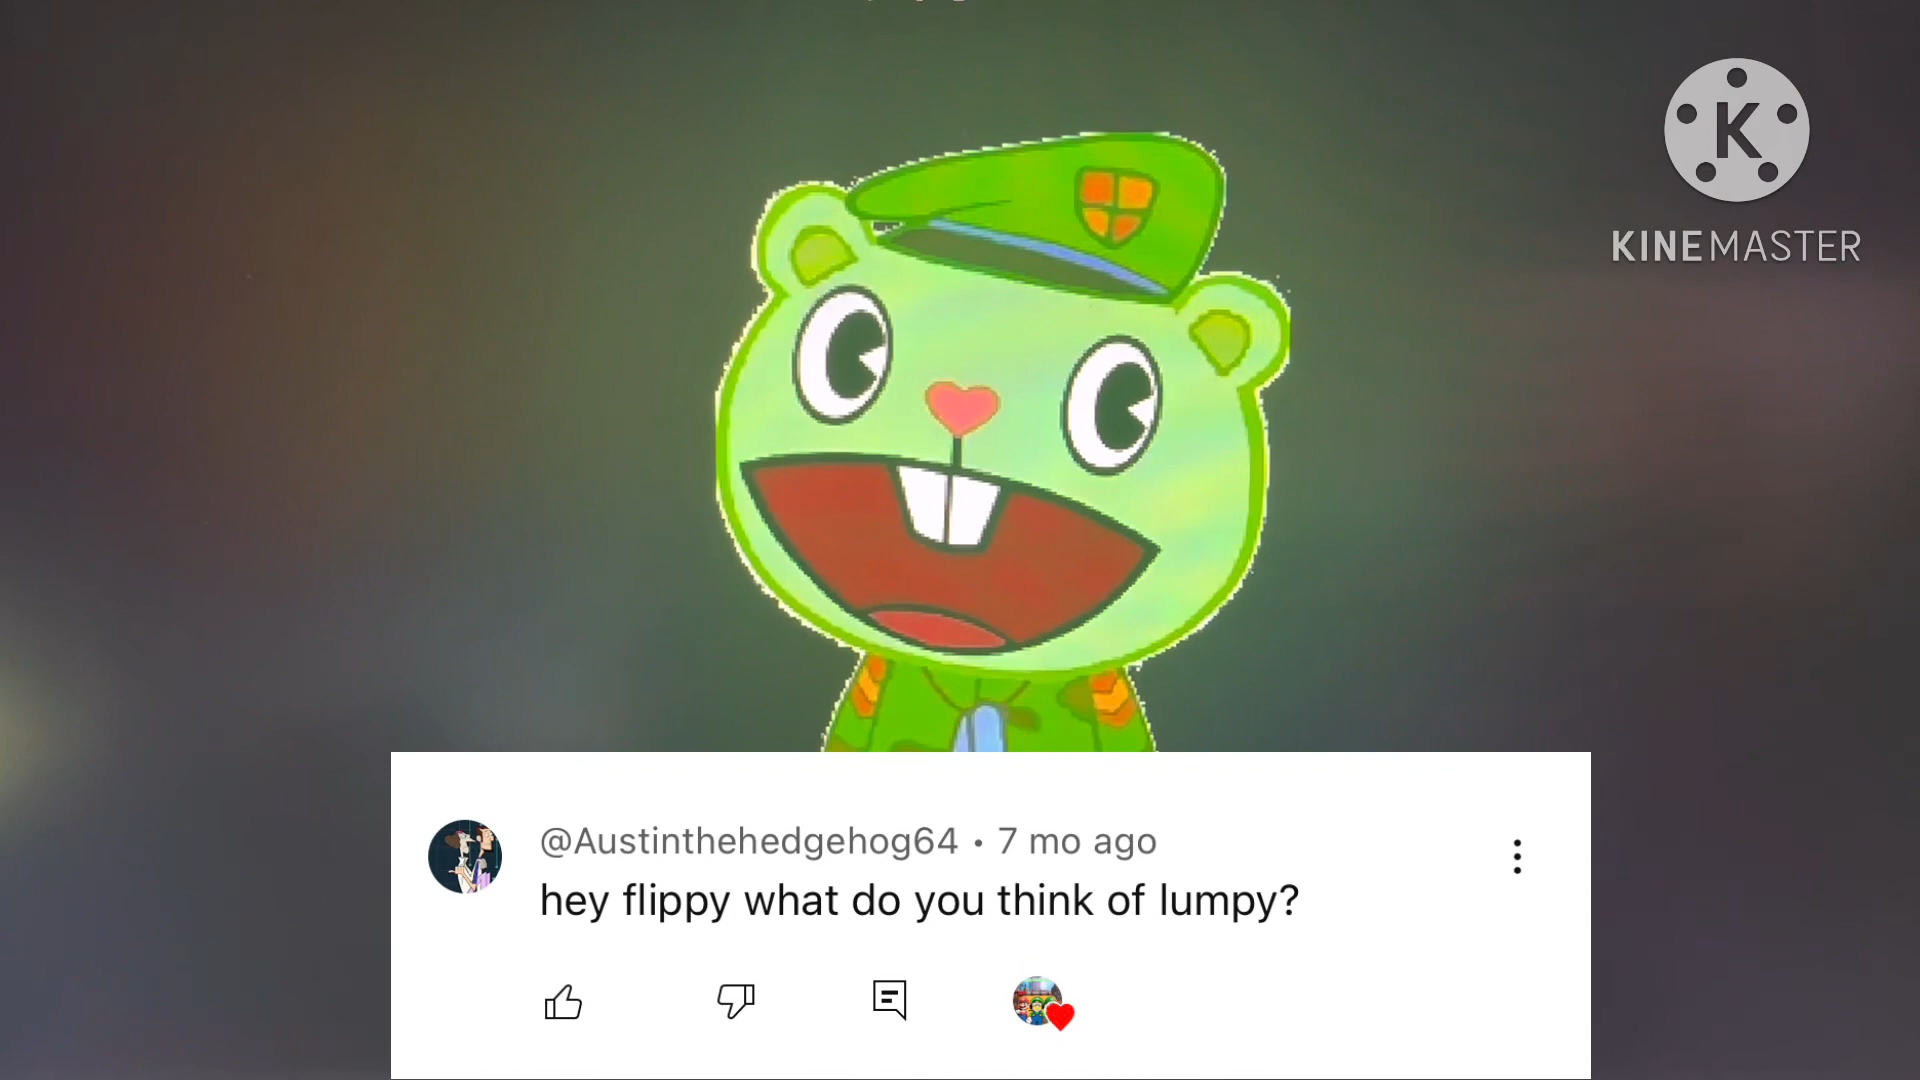 K
KINEMASTER
@Austinthehedgehog64 • 7 mo ago
hey flippy what do you think of lumpy?